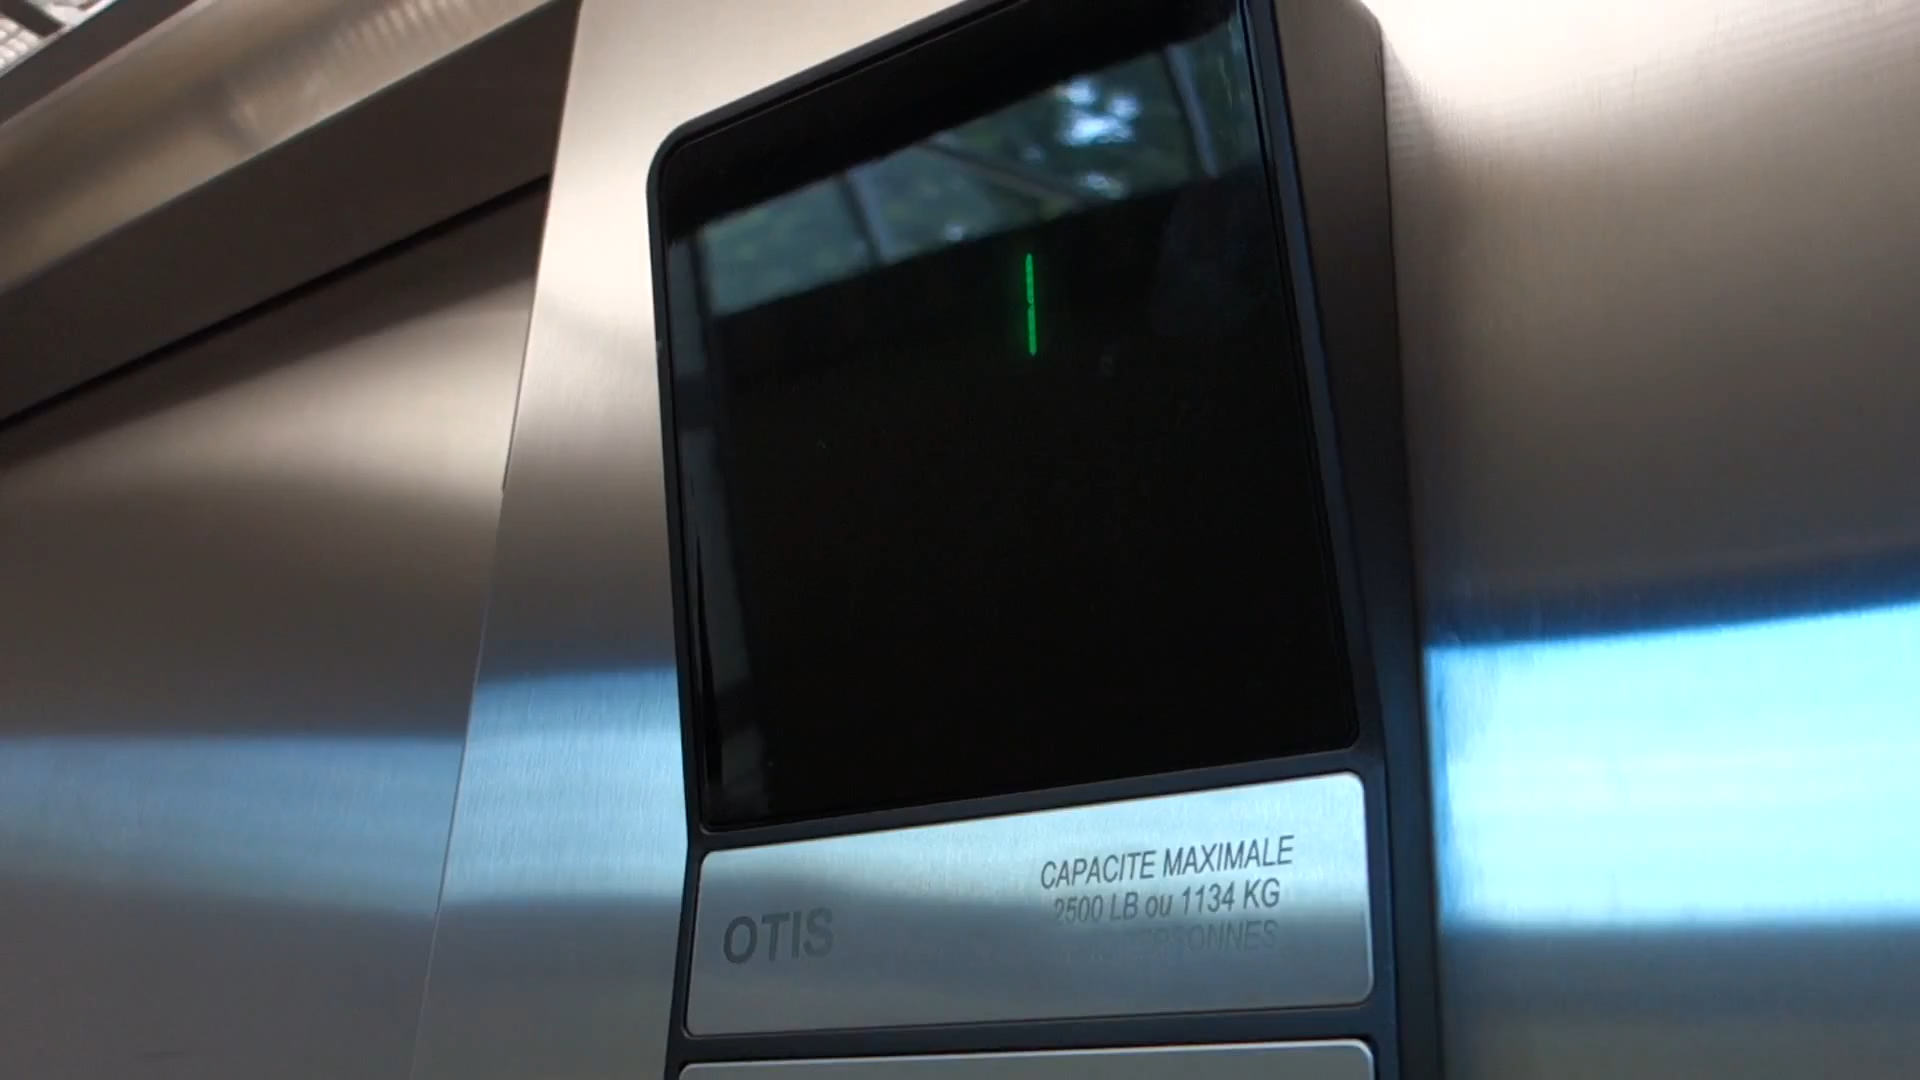 1
OTIS
CAPACITE MAXIMALE
2500 LB ou 1134 KG
PERSONNES